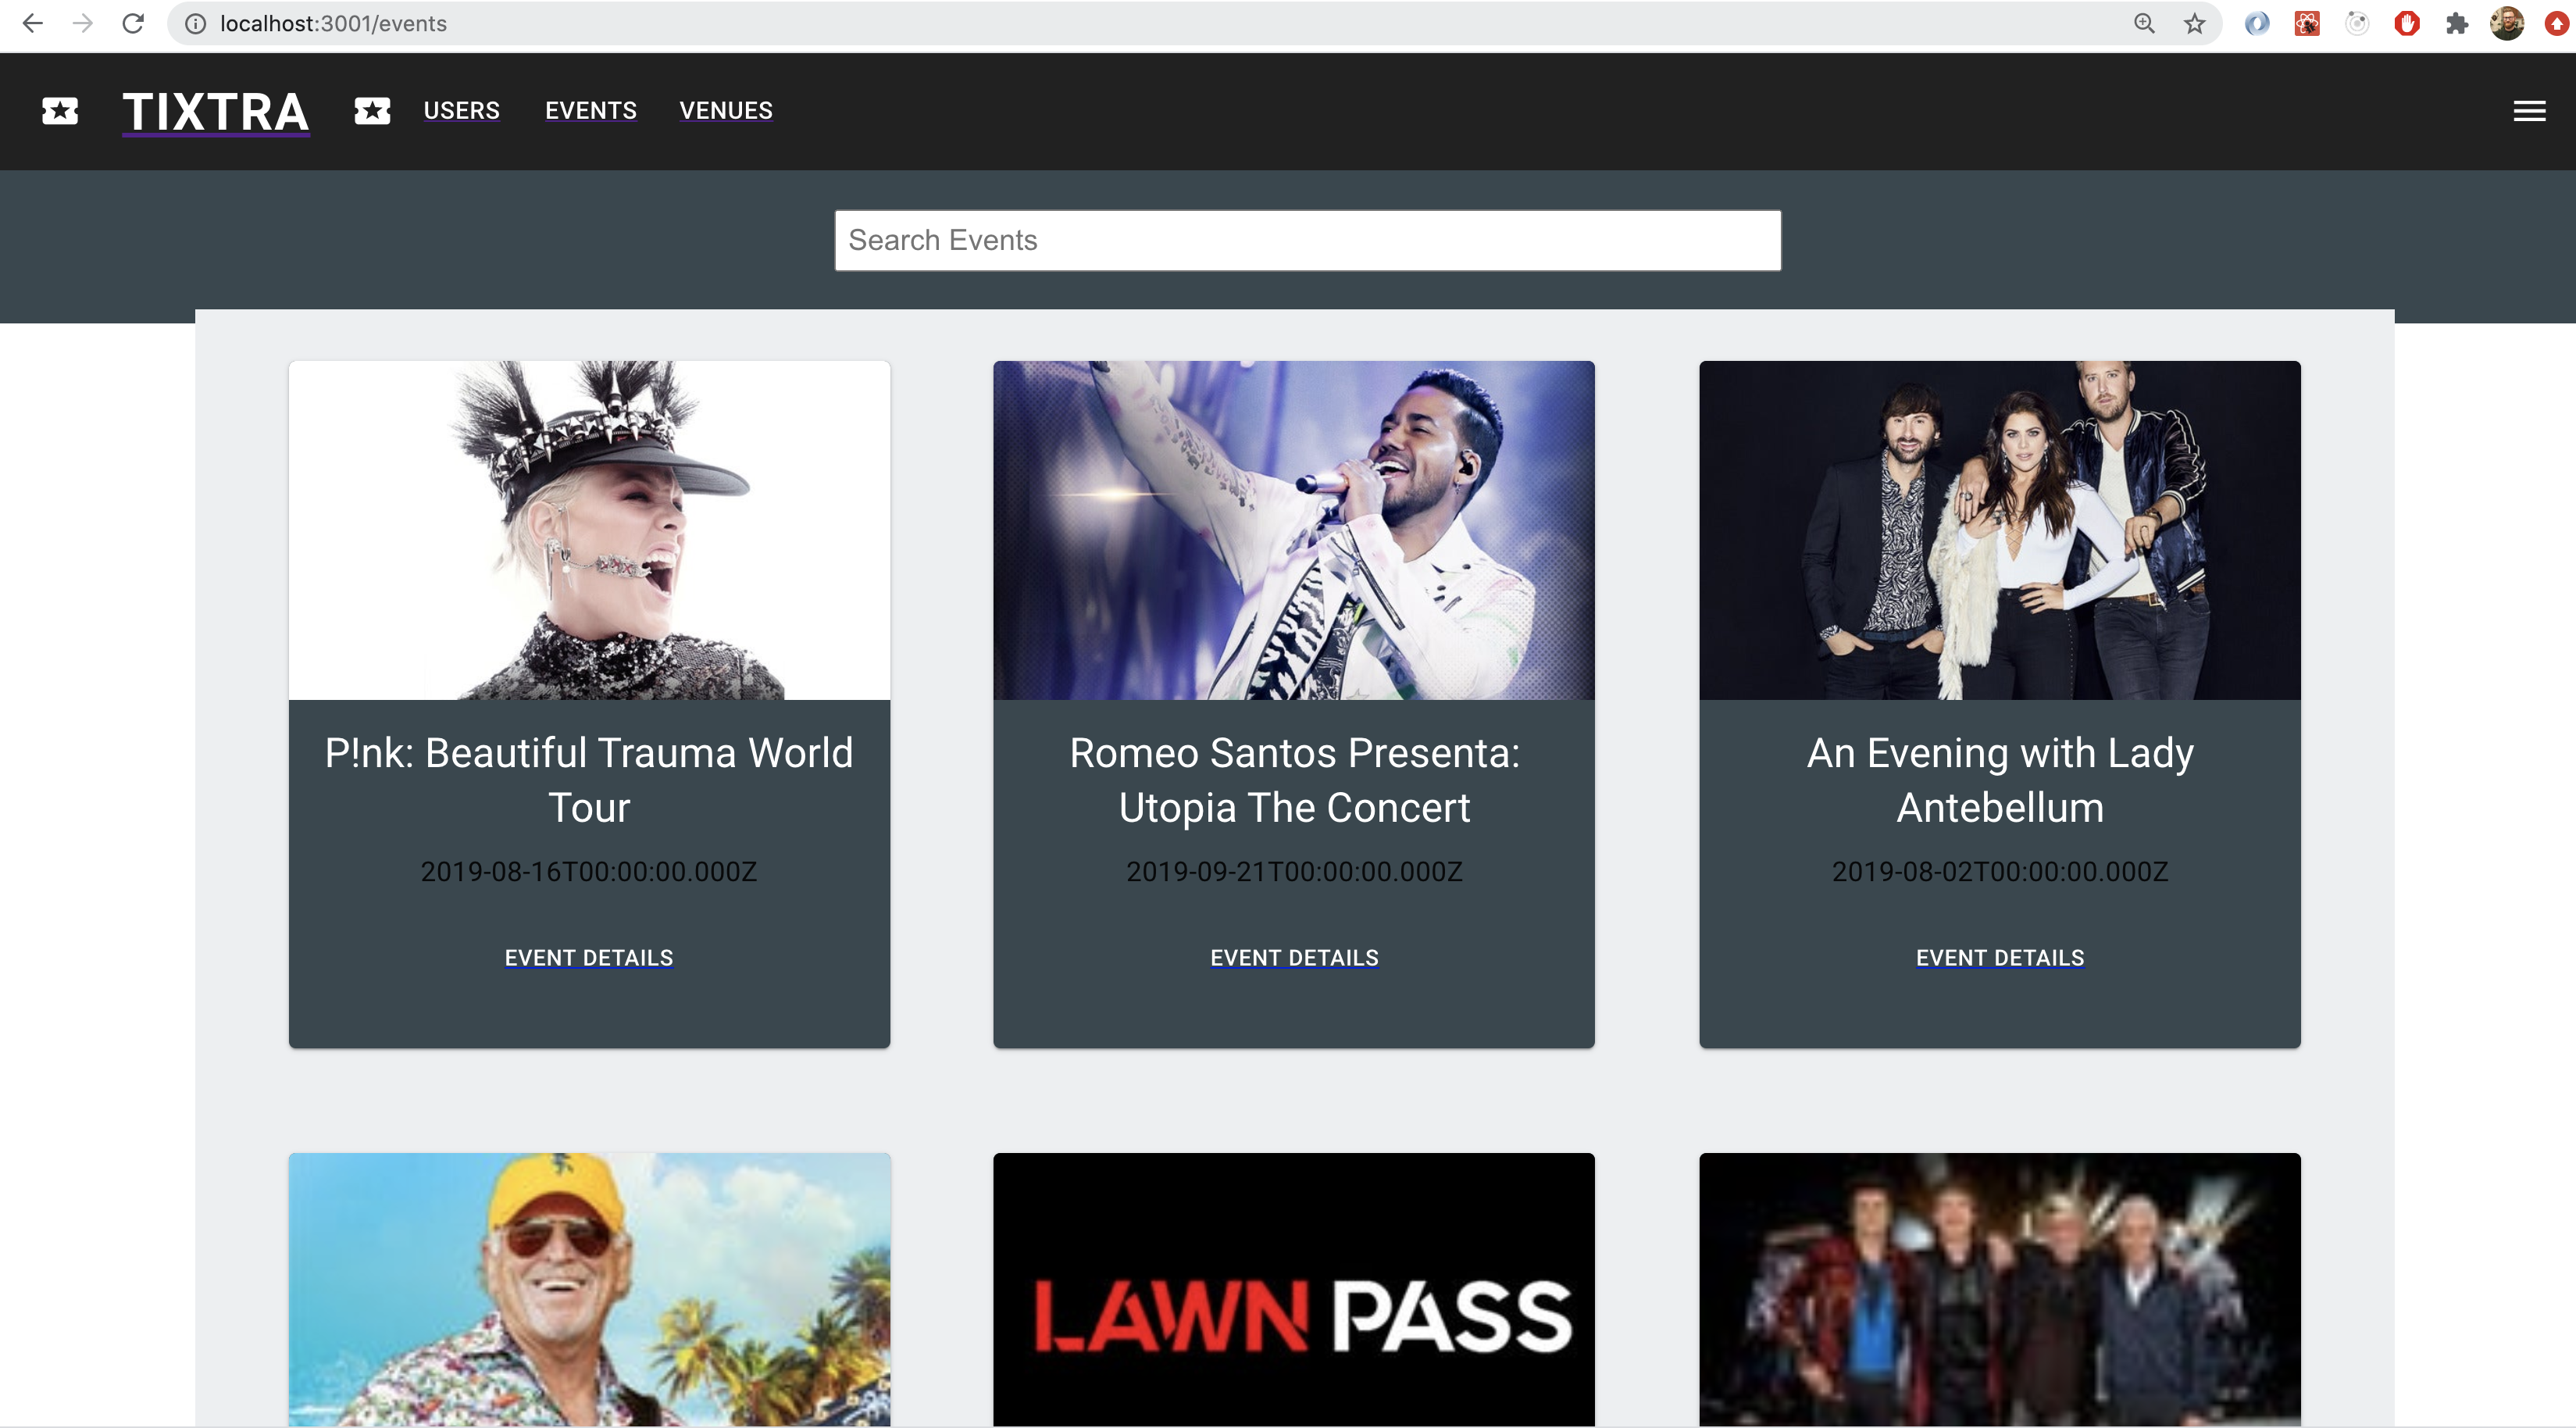 localhost:3001/events
TIXTRA USERS EVENTS VENUES
Search Events
P!nk: Beautiful Trauma World
Tour
2019-08-16T00:00:00.000Z
EVENT DETAILS
Romeo Santos Presenta:
Utopia The Concert
2019-09-21T00:00:00.000Z
EVENT DETAILS
An Evening with Lady
Antebellum
2019-08-02T00:00:00.000Z
EVENT DETAILS
LAWN PASS